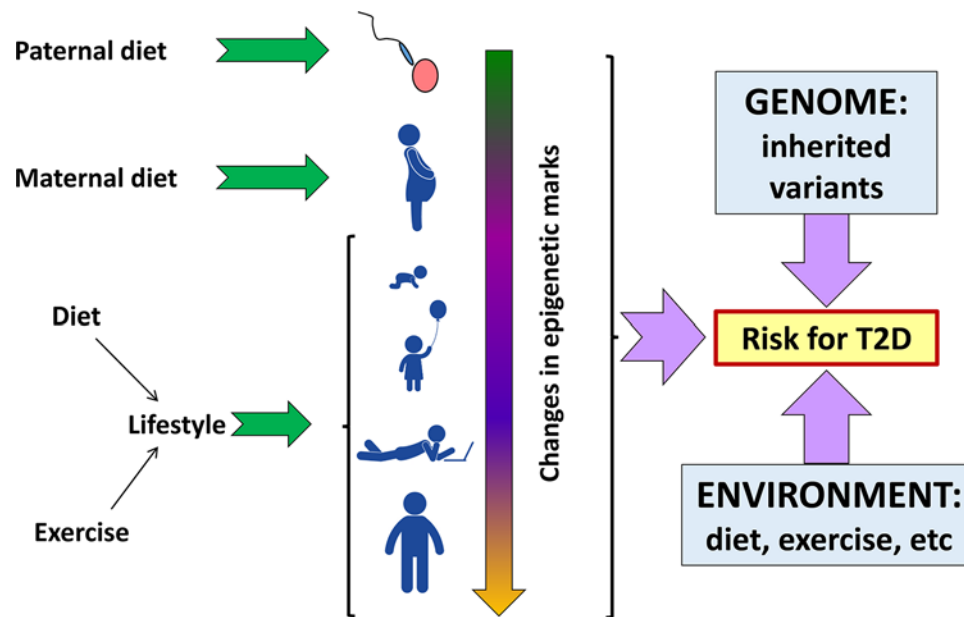 Paternal diet
Maternal diet
Diet
Lifestyle
Exercise
Changes in epigenetic marks
GENOME:
inherited
variants
Risk for T2D
ENVIRONMENT:
diet, exercise, etc